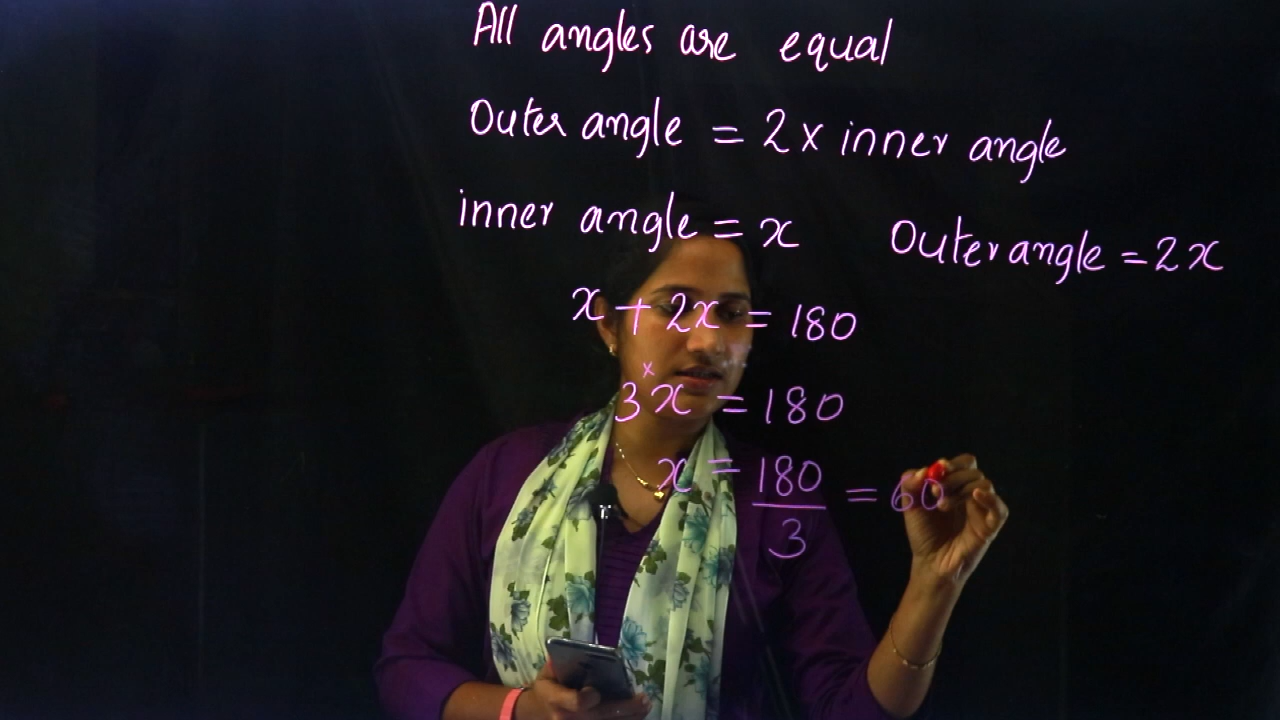 All angles are equal
Outer angle = 2 x inner angle
inner angle = x   Outer angle = 2x
x + 2x = 180
3 × x = 180
x = 180/3 = 60